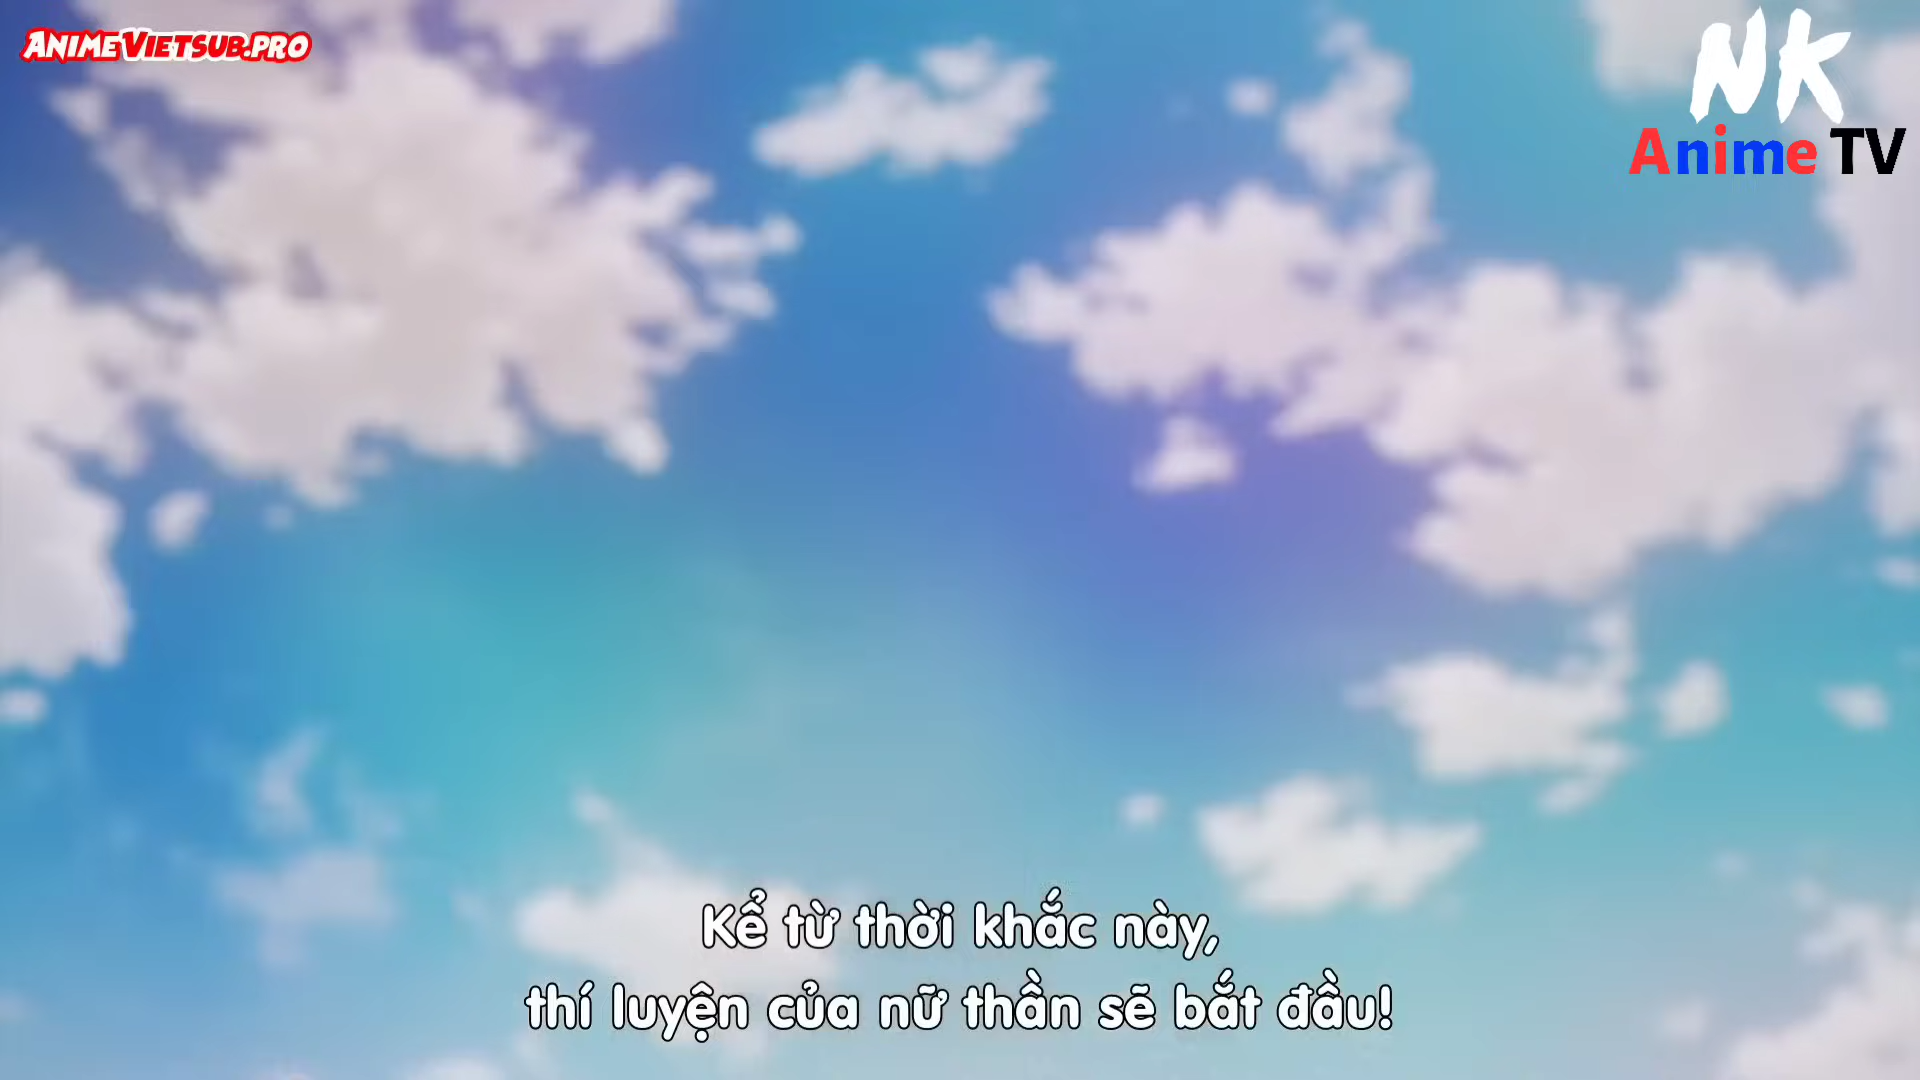 ANIMEVIETSUB.PRO
NK
Anime TV
Kể từ thời khắc này,
thí luyện của nữ thần sẽ bắt đầu!